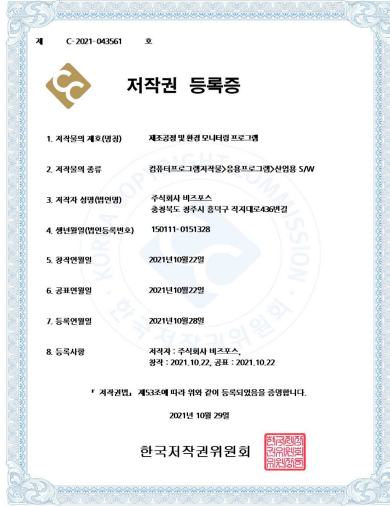 제 C-2021-043561 호
저작권 등록증
1. 저작물의 제호(명칭) 제조공정 및 환경 모니터링 프로그램
2. 저작물의 종류 컴퓨터프로그램저작물>응용프로그램>산업용 S/W
3. 저작자 성명(법인명) 주식회사 비즈포스
충청북도 청주시 흥덕구 직지대로436번길
4. 생년월일(법인등록번호) 150111-0151328
5. 창작연월일 2021년10월22일
6. 공표연월일 2021년10월22일
7. 등록연월일 2021년10월28일
8. 등록사항 저작자 : 주식회사 비즈포스,
창작 : 2021.10.22, 공표 : 2021.10.22
『 저작권법』 제53조에 따라 위와 같이 등록되었음을 증명합니다.
2021년 10월 29일
한국저작권위원회